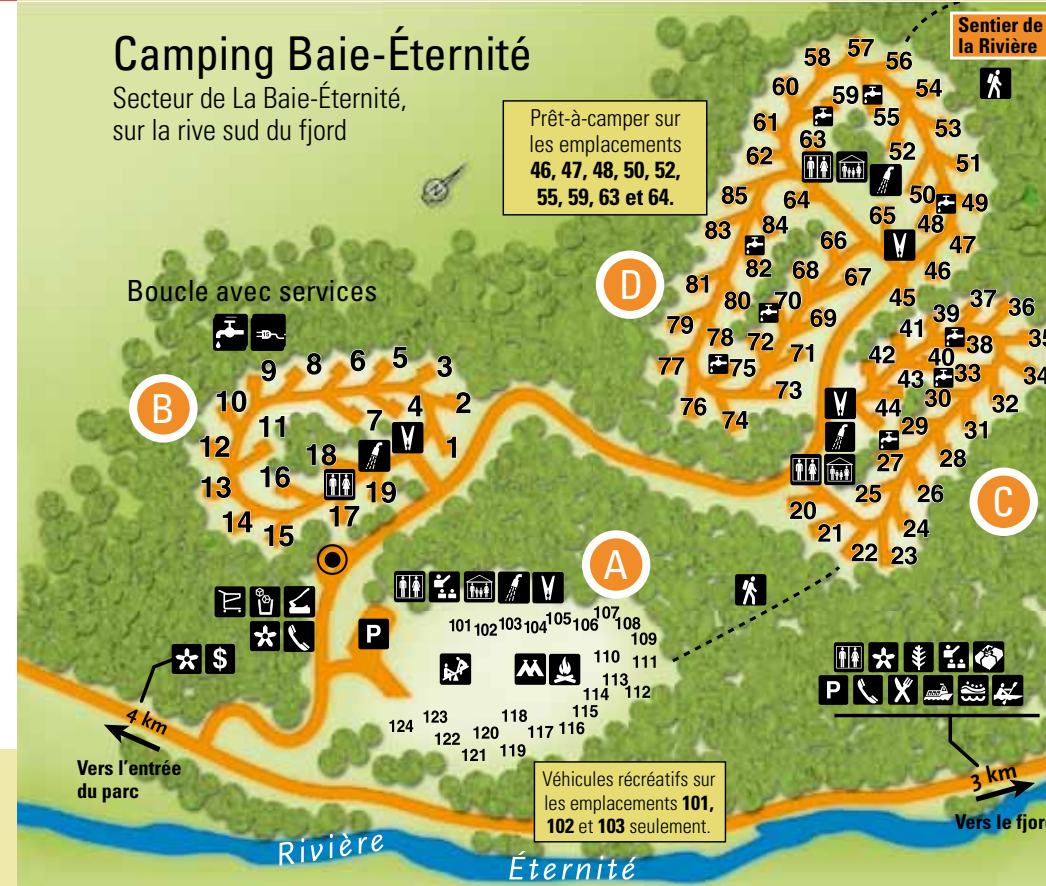 Camping Baie-Éternité
Secteur de La Baie-Éternité,
sur la rive sud du fjord
Sentier de
la Rivière
Prêt-à-camper sur
les emplacements
46, 47, 48, 50, 52,
55, 59, 63 et 64.
58 57 56
60 59 54
61 55 53
63 52
62 51
85 64 50 49
83 84 65 48
66 47
82 68 67 46
D
81 80 70 45
79 78 69
72 71
77 75
73
76 74
37 36
39
41 38 35
42 40
43 33 34
44 30 32
29 31
27 28
25 26
C
20 24
21
22 23
Boucle avec services
15
9 8 6 5 3
10 2
B
11 7 4
12 1
16 18
13 19
14 15 17
A
P
101 102 103 104 105 106 107
108
109
110 111
113
114 112
115
124 123 118
122 120 117 116
121 119
$
4 km
Vers l'entrée
du parc
Véhicules récréatifs sur
les emplacements 101,
102 et 103 seulement.
P
3 km
Vers le fjord
Rivière
Éternité